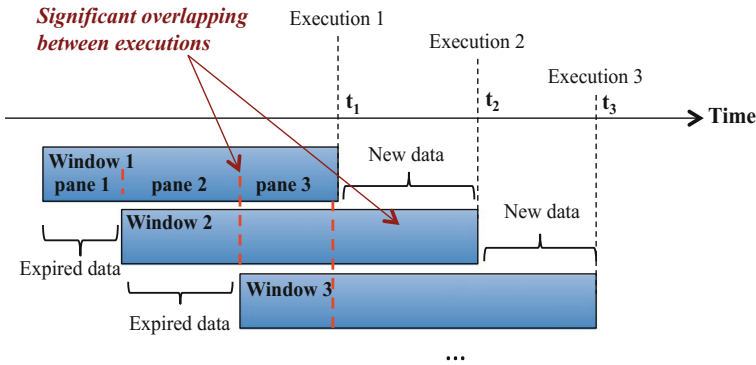 Significant overlapping
between executions
Execution 1
Execution 2
Execution 3
t1
t2
t3
Time
Window 1
pane 1
pane 2
pane 3
New data
Window 2
New data
Expired data
Window 3
Expired data
...